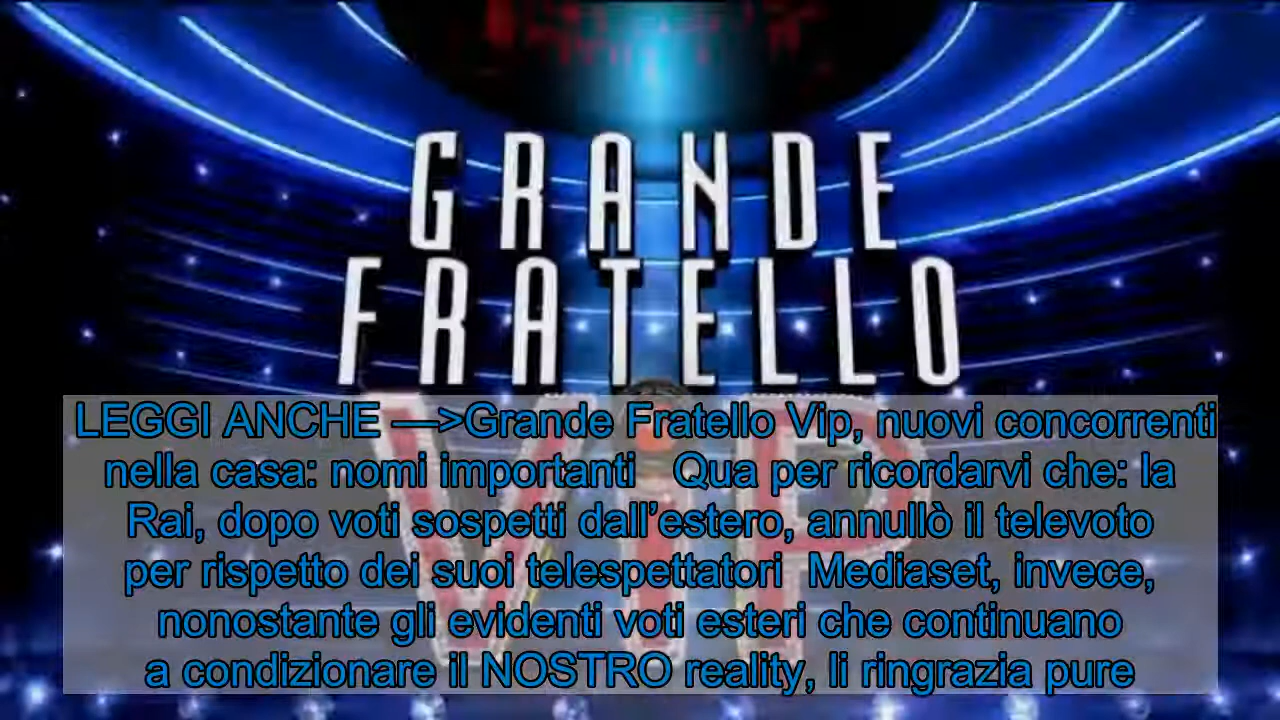 GRANDE
FRATELLO
VIP
LEGGI ANCHE —>Grande Fratello Vip, nuovi concorrenti
nella casa: nomi importanti Qua per ricordarvi che: la
Rai, dopo voti sospetti dall’estero, annullò il televoto
per rispetto dei suoi telespettatori Mediaset, invece,
nonostante gli evidenti voti esteri che continuano
a condizionare il NOSTRO reality, li ringrazia pure